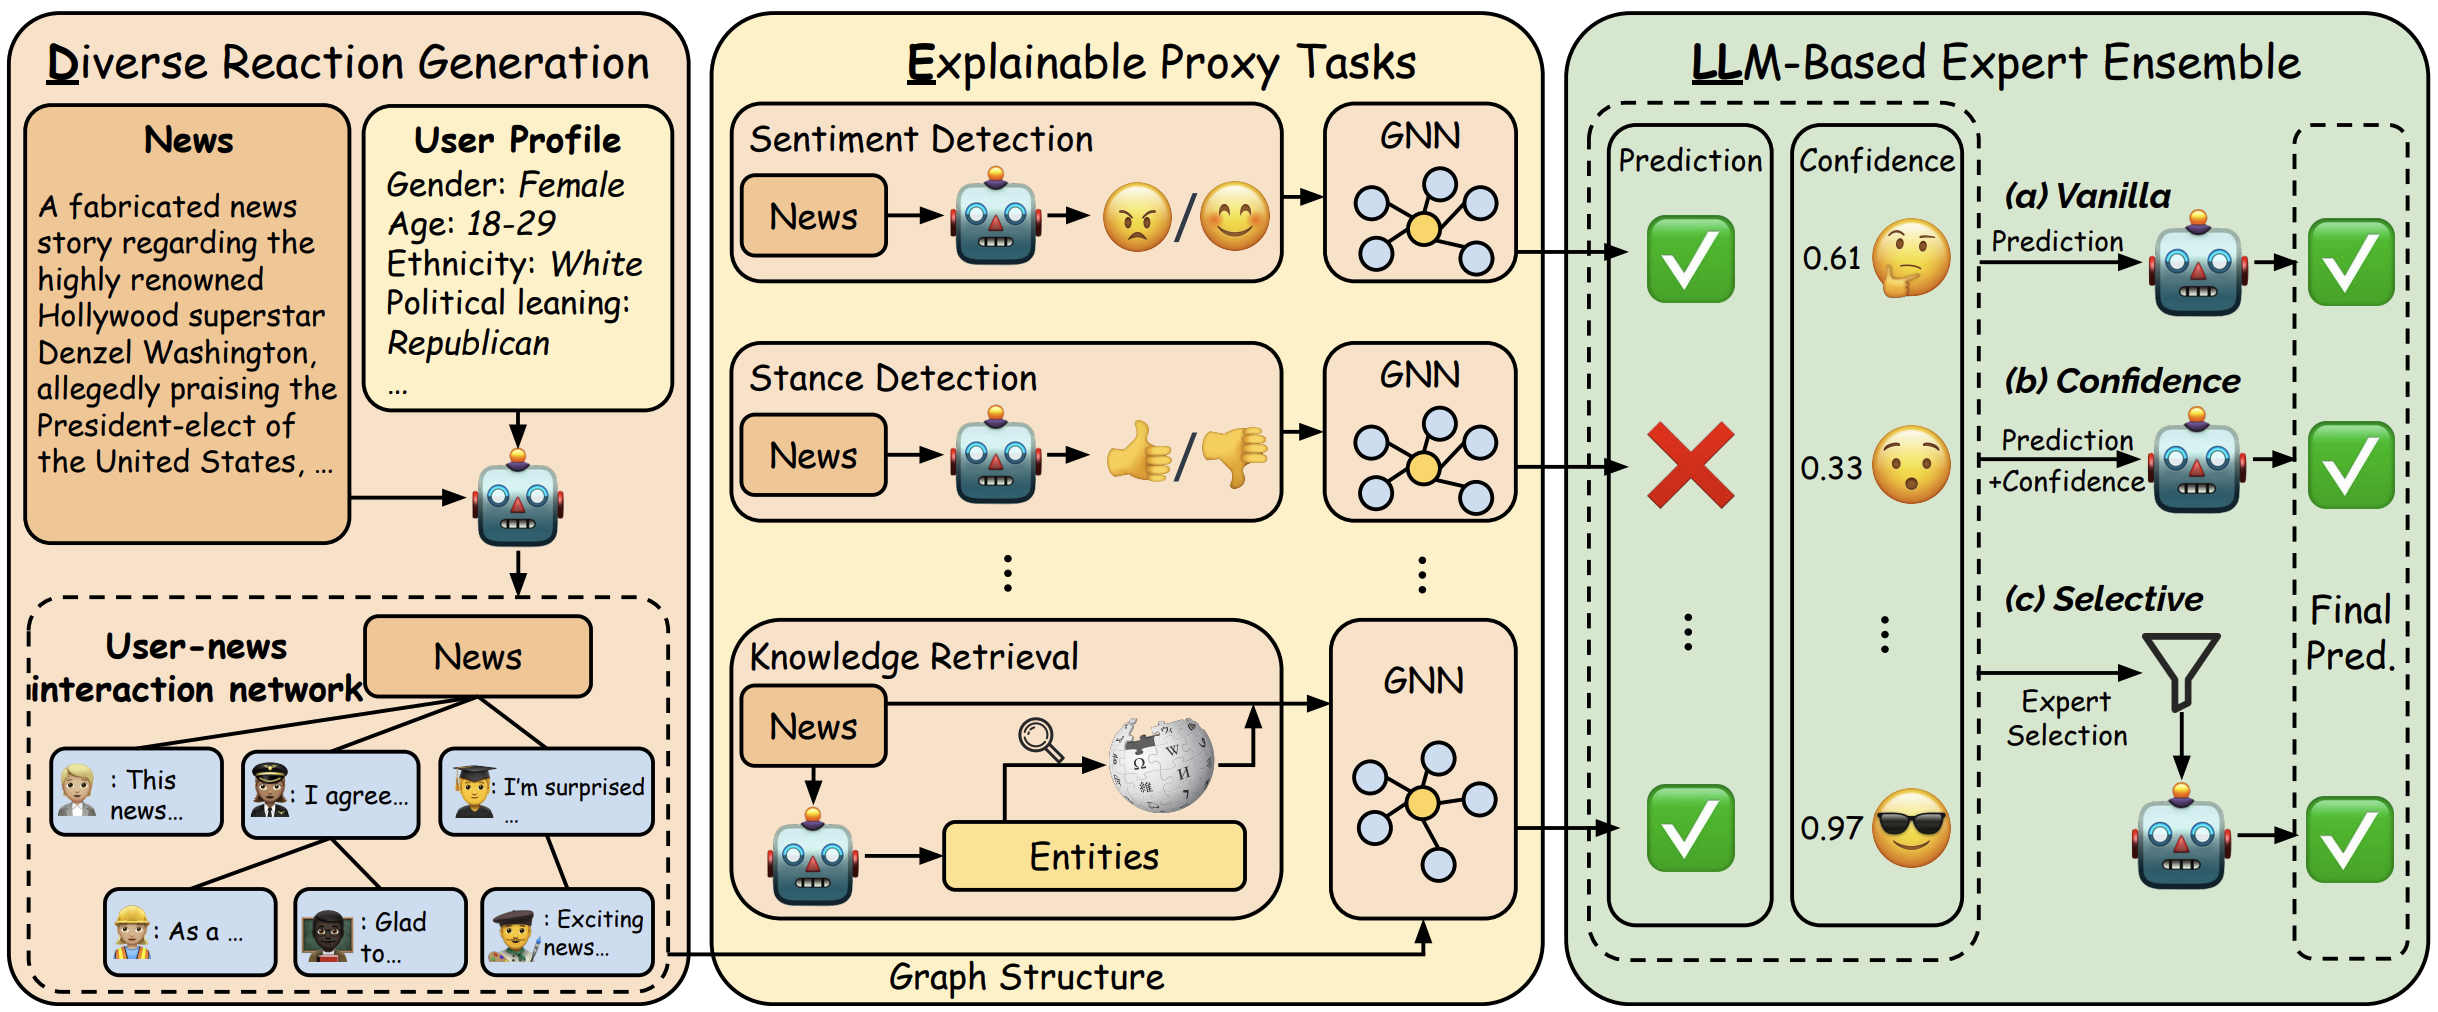 Diverse Reaction Generation
News
A fabricated news
story regarding the
highly renowned
Hollywood superstar
Denzel Washington,
allegedly praising the
President-elect of
the United States, ...
User Profile
Gender: Female
Age: 18-29
Ethnicity: White
Political leaning:
Republican
...
User-news
interaction network
News
: This
news...
: I agree...
: I'm surprised
...
: As a ...
: Glad
to...
: Exciting
news...
Explainable Proxy Tasks
Sentiment Detection
News
/
GNN
Stance Detection
News
/
GNN
Knowledge Retrieval
News
Entities
GNN
Graph Structure
LLM-Based Expert Ensemble
Prediction
Confidence
0.61
0.33
0.97
(a) Vanilla
Prediction
(b) Confidence
Prediction
+Confidence
(c) Selective
Expert
Selection
Final
Pred.